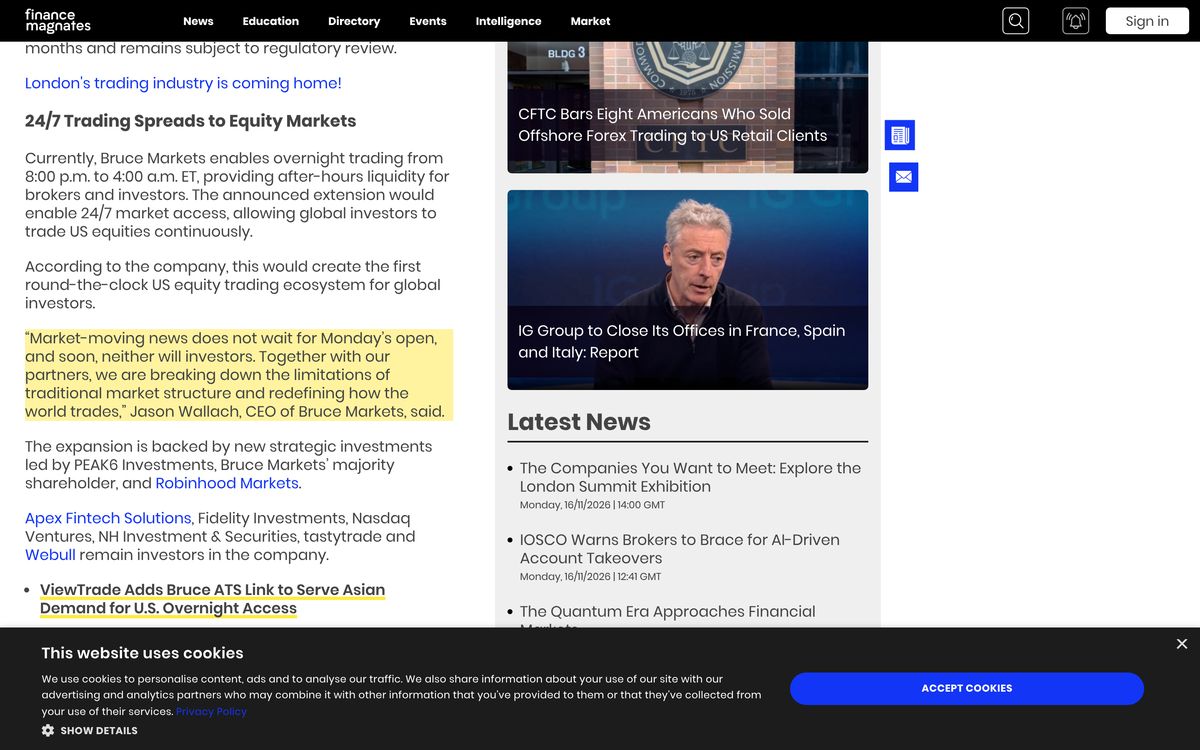 finance
magnates
News
Education
Directory
Events
Intelligence
Market
Sign in
months and remains subject to regulatory review.
London's trading industry is coming home!
24/7 Trading Spreads to Equity Markets
Currently, Bruce Markets enables overnight trading from
8:00 p.m. to 4:00 a.m. ET, providing after-hours liquidity for
brokers and investors. The announced extension would
enable 24/7 market access, allowing global investors to
trade US equities continuously.
According to the company, this would create the first
round-the-clock US equity trading ecosystem for global
investors.
“Market-moving news does not wait for Monday’s open,
and soon, neither will investors. Together with our
partners, we are breaking down the limitations of
traditional market structure and redefining how the
world trades,” Jason Wallach, CEO of Bruce Markets, said.
The expansion is backed by new strategic investments
led by PEAK6 Investments, Bruce Markets’ majority
shareholder, and Robinhood Markets.
Apex Fintech Solutions, Fidelity Investments, Nasdaq
Ventures, NH Investment & Securities, tastytrade and
Webull remain investors in the company.
ViewTrade Adds Bruce ATS Link to Serve Asian
Demand for U.S. Overnight Access
BLDG 3
CFTC Bars Eight Americans Who Sold
Offshore Forex Trading to US Retail Clients
CFTC
IG Group to Close Its Offices in France, Spain
and Italy: Report
Latest News
The Companies You Want to Meet: Explore the
London Summit Exhibition
Monday, 16/11/2026 | 14:00 GMT
IOSCO Warns Brokers to Brace for AI-Driven
Account Takeovers
Monday, 16/11/2026 | 12:41 GMT
The Quantum Era Approaches Financial
Markets
This website uses cookies
We use cookies to personalise content, ads and to analyse our traffic. We also share information about your use of our site with our
advertising and analytics partners who may combine it with other information that you've provided to them or that they've collected from
your use of their services. Privacy Policy
SHOW DETAILS
ACCEPT COOKIES